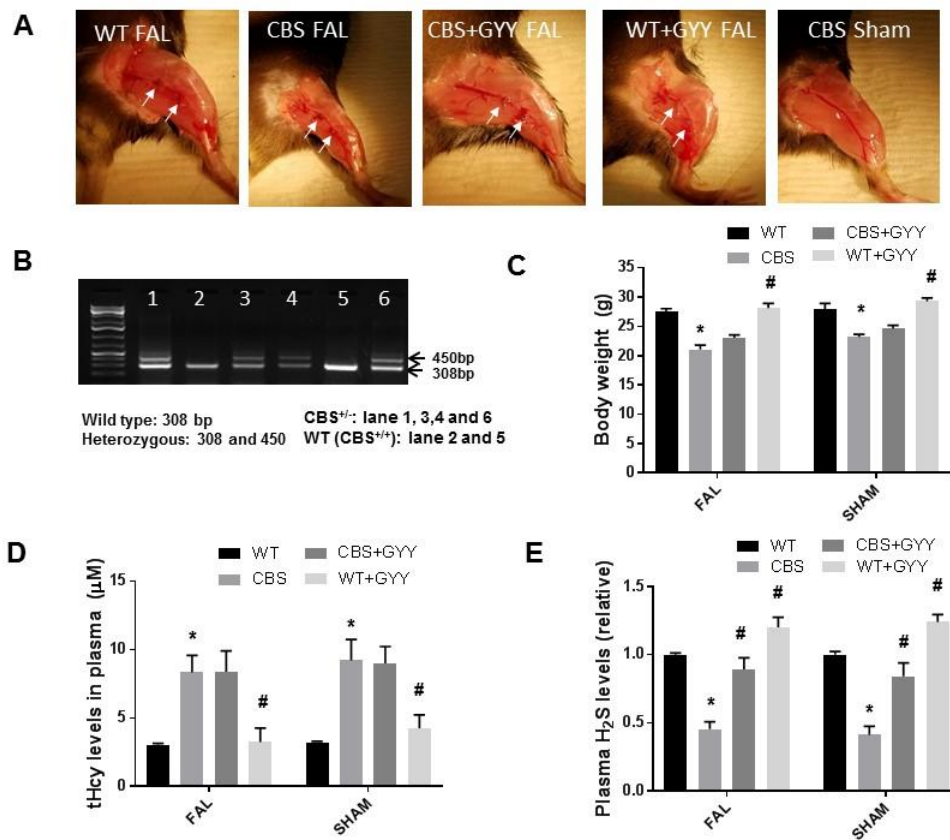 A
WT FAL
CBS FAL
CBS+GYY FAL
WT+GYY FAL
CBS Sham
B
1 2 3 4 5 6
450bp
308bp
Wild type: 308 bp
Heterozygous: 308 and 450
CBS+/-: lane 1, 3,4 and 6
WT (CBS+/+): lane 2 and 5
C
WT
CBS
CBS+GYY
WT+GYY
Body weight (g)
35
30
25
20
15
10
5
0
*
#
*
#
FAL
SHAM
D
WT
CBS
CBS+GYY
WT+GYY
tHcy levels in plasma (µM)
15
10
5
0
*
#
*
#
FAL
SHAM
E
WT
CBS
CBS+GYY
WT+GYY
Plasma H₂S levels (relative)
1.5
1.0
0.5
0.0
*
#
#
*
#
#
FAL
SHAM